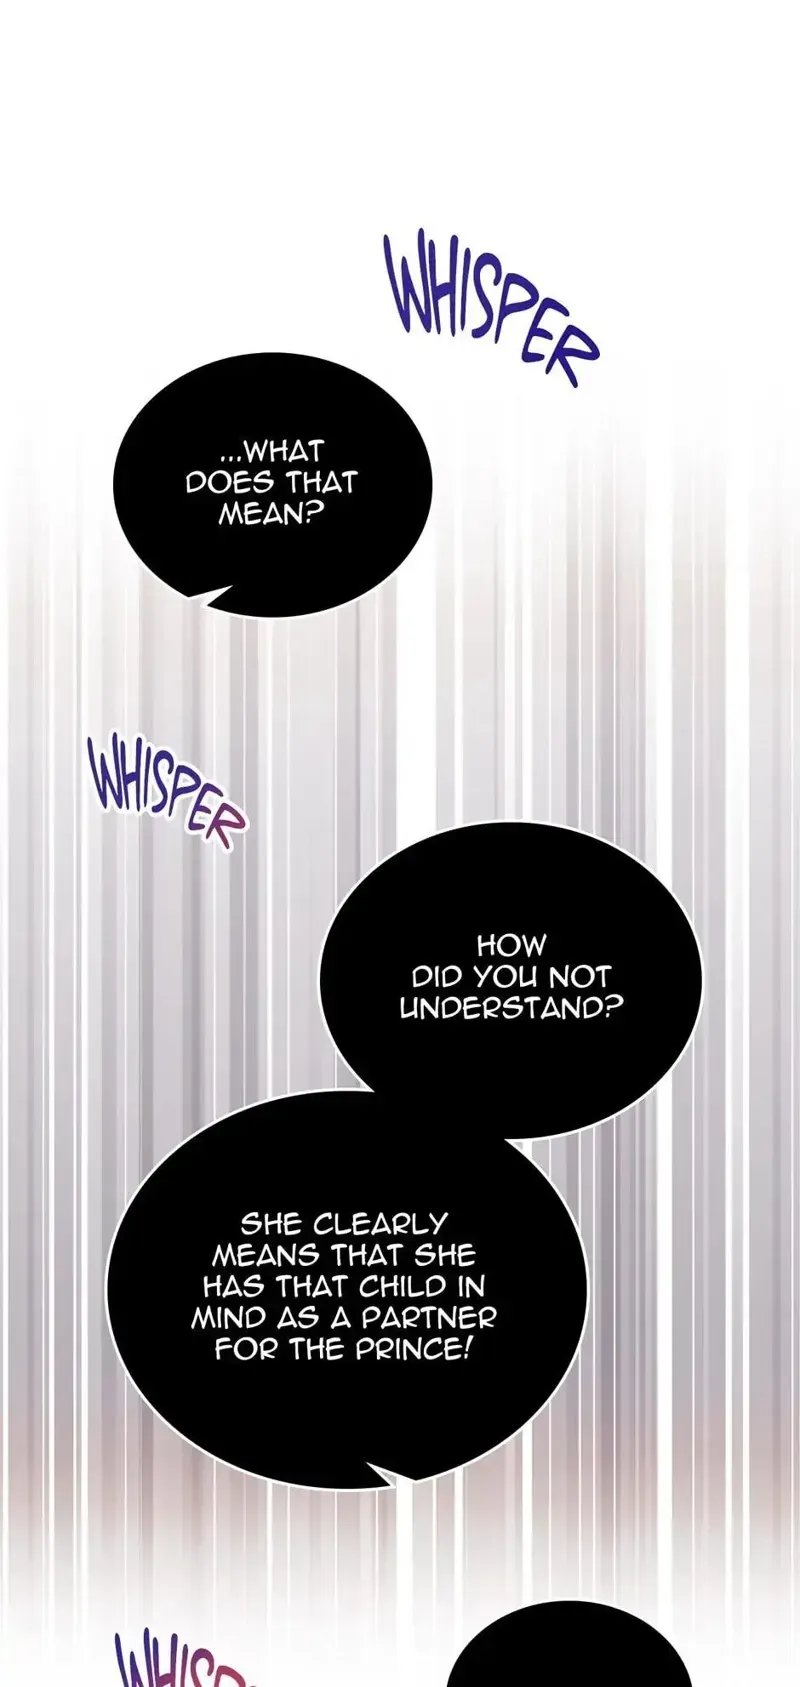 WHISPER
...WHAT
DOES THAT
MEAN?
WHISPER
HOW
DID YOU NOT
UNDERSTAND?
SHE CLEARLY
MEANS THAT SHE
HAS THAT CHILD IN
MIND AS A PARTNER
FOR THE PRINCE!